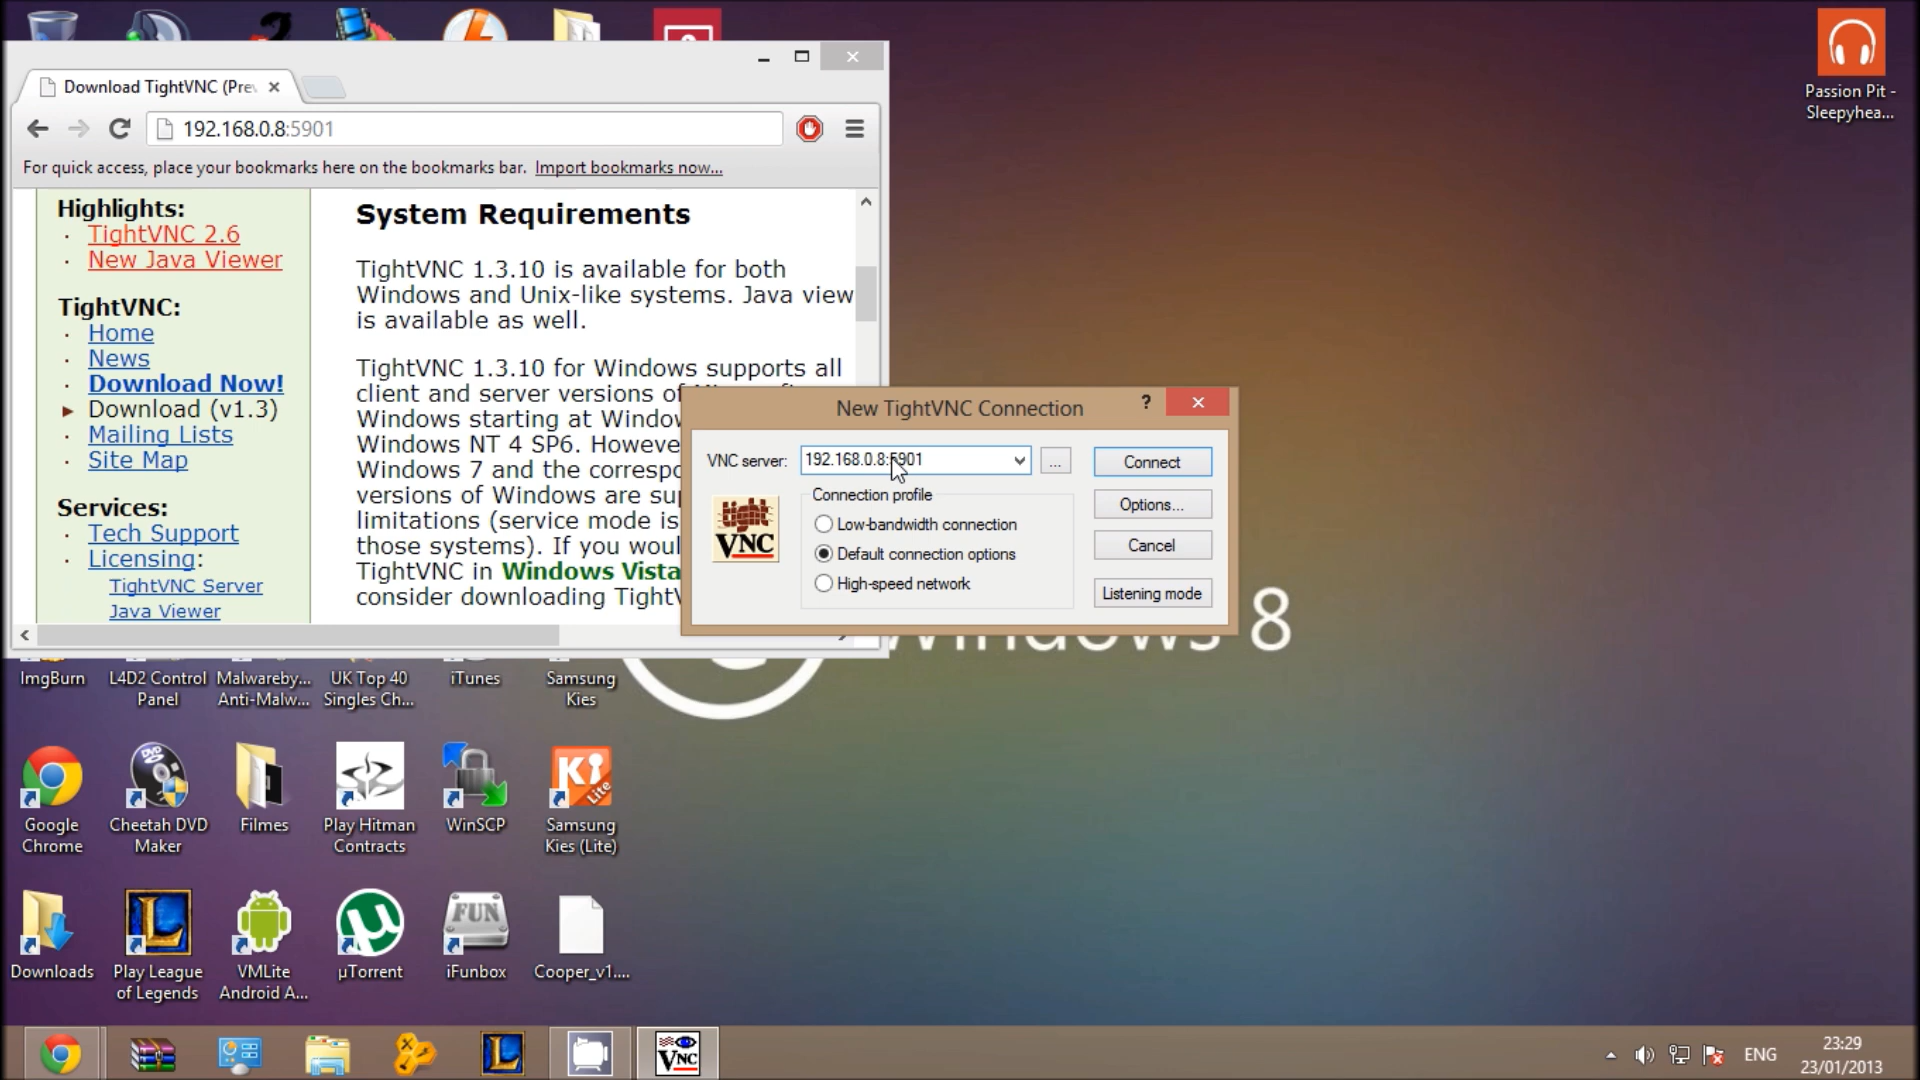 Passion Pit -
Sleepyhea...
Download TightVNC (Prev
192.168.0.8:5901
For quick access, place your bookmarks here on the bookmarks bar. Import bookmarks now...
Highlights:
TightVNC 2.6
New Java Viewer
TightVNC:
Home
News
Download Now!
Download (v1.3)
Mailing Lists
Site Map
Services:
Tech Support
Licensing:
TightVNC Server
Java Viewer
System Requirements
TightVNC 1.3.10 is available for both
Windows and Unix-like systems. Java view
is available as well.
TightVNC 1.3.10 for Windows supports all
client and server versions of
Windows starting at Window
Windows NT 4 SP6. Howeve
Windows 7 and the corresp
versions of Windows are su
limitations (service mode is
those systems). If you woul
TightVNC in Windows Vista
consider downloading Tight
New TightVNC Connection
?
VNC server:
192.168.0.8:5901
...
Connect
Connection profile
Low-bandwidth connection
Default connection options
High-speed network
Options...
Cancel
Listening mode
tight
VNC
Windows 8
ImgBurn
L4D2 Control
Panel
Malwareby...
Anti-Malw...
UK Top 40
Singles Ch...
iTunes
Samsung
Kies
Google
Chrome
DVD
Cheetah DVD
Maker
Filmes
Play Hitman
Contracts
WinSCP
Lite
Samsung
Kies (Lite)
Downloads
Play League
of Legends
VMLite
Android A...
µTorrent
FUN
iFunbox
Cooper_v1....
VNC
ENG
23:29
23/01/2013